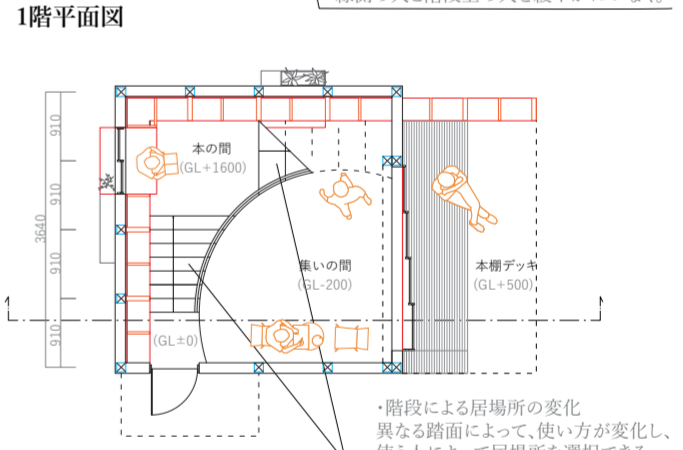 1階平面図
910
910
3640
910
910
本の間
(GL+1600)
集いの間
(GL-200)
本棚デッキ
(GL+500)
(GL±0)
・階段による居場所の変化
異なる踏面によって、使い方が変化し、